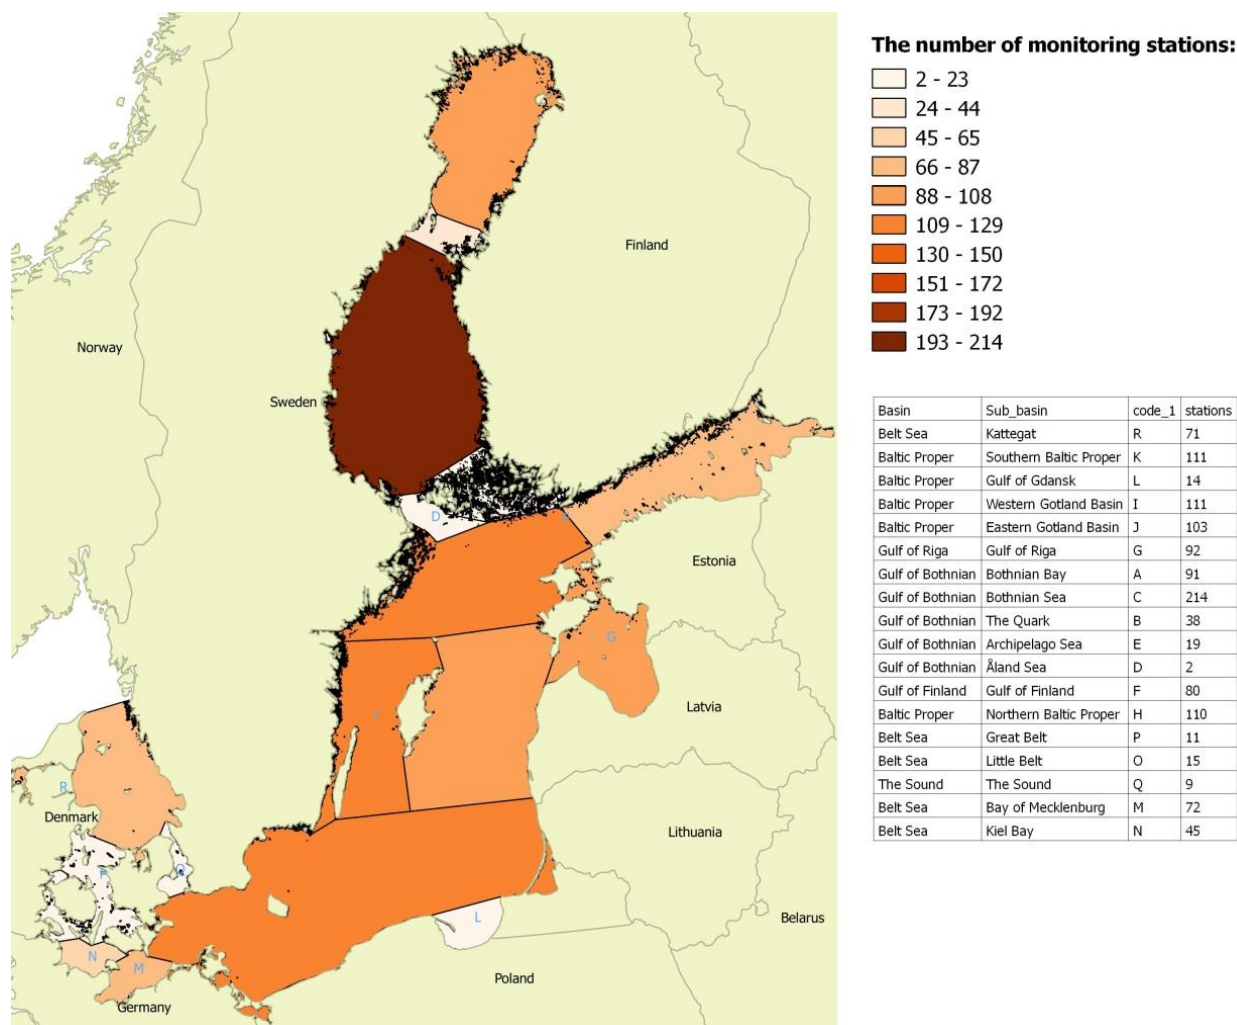 The number of monitoring stations:
2 - 23
24 - 44
45 - 65
66 - 87
88 - 108
109 - 129
130 - 150
151 - 172
173 - 192
193 - 214
Finland
Norway
Sweden
Estonia
Latvia
Lithuania
Belarus
Denmark
Germany
Poland
D
G
R
Q
L
N
M
Basin Sub_basin code_1 stations
Belt Sea Kattegat R 71
Baltic Proper Southern Baltic Proper K 111
Baltic Proper Gulf of Gdansk L 14
Baltic Proper Western Gotland Basin I 111
Baltic Proper Eastern Gotland Basin J 103
Gulf of Riga Gulf of Riga G 92
Gulf of Bothnian Bothnian Bay A 91
Gulf of Bothnian Bothnian Sea C 214
Gulf of Bothnian The Quark B 38
Gulf of Bothnian Archipelago Sea E 19
Gulf of Bothnian Åland Sea D 2
Gulf of Finland Gulf of Finland F 80
Baltic Proper Northern Baltic Proper H 110
Belt Sea Great Belt P 11
Belt Sea Little Belt O 15
The Sound The Sound Q 9
Belt Sea Bay of Mecklenburg M 72
Belt Sea Kiel Bay N 45